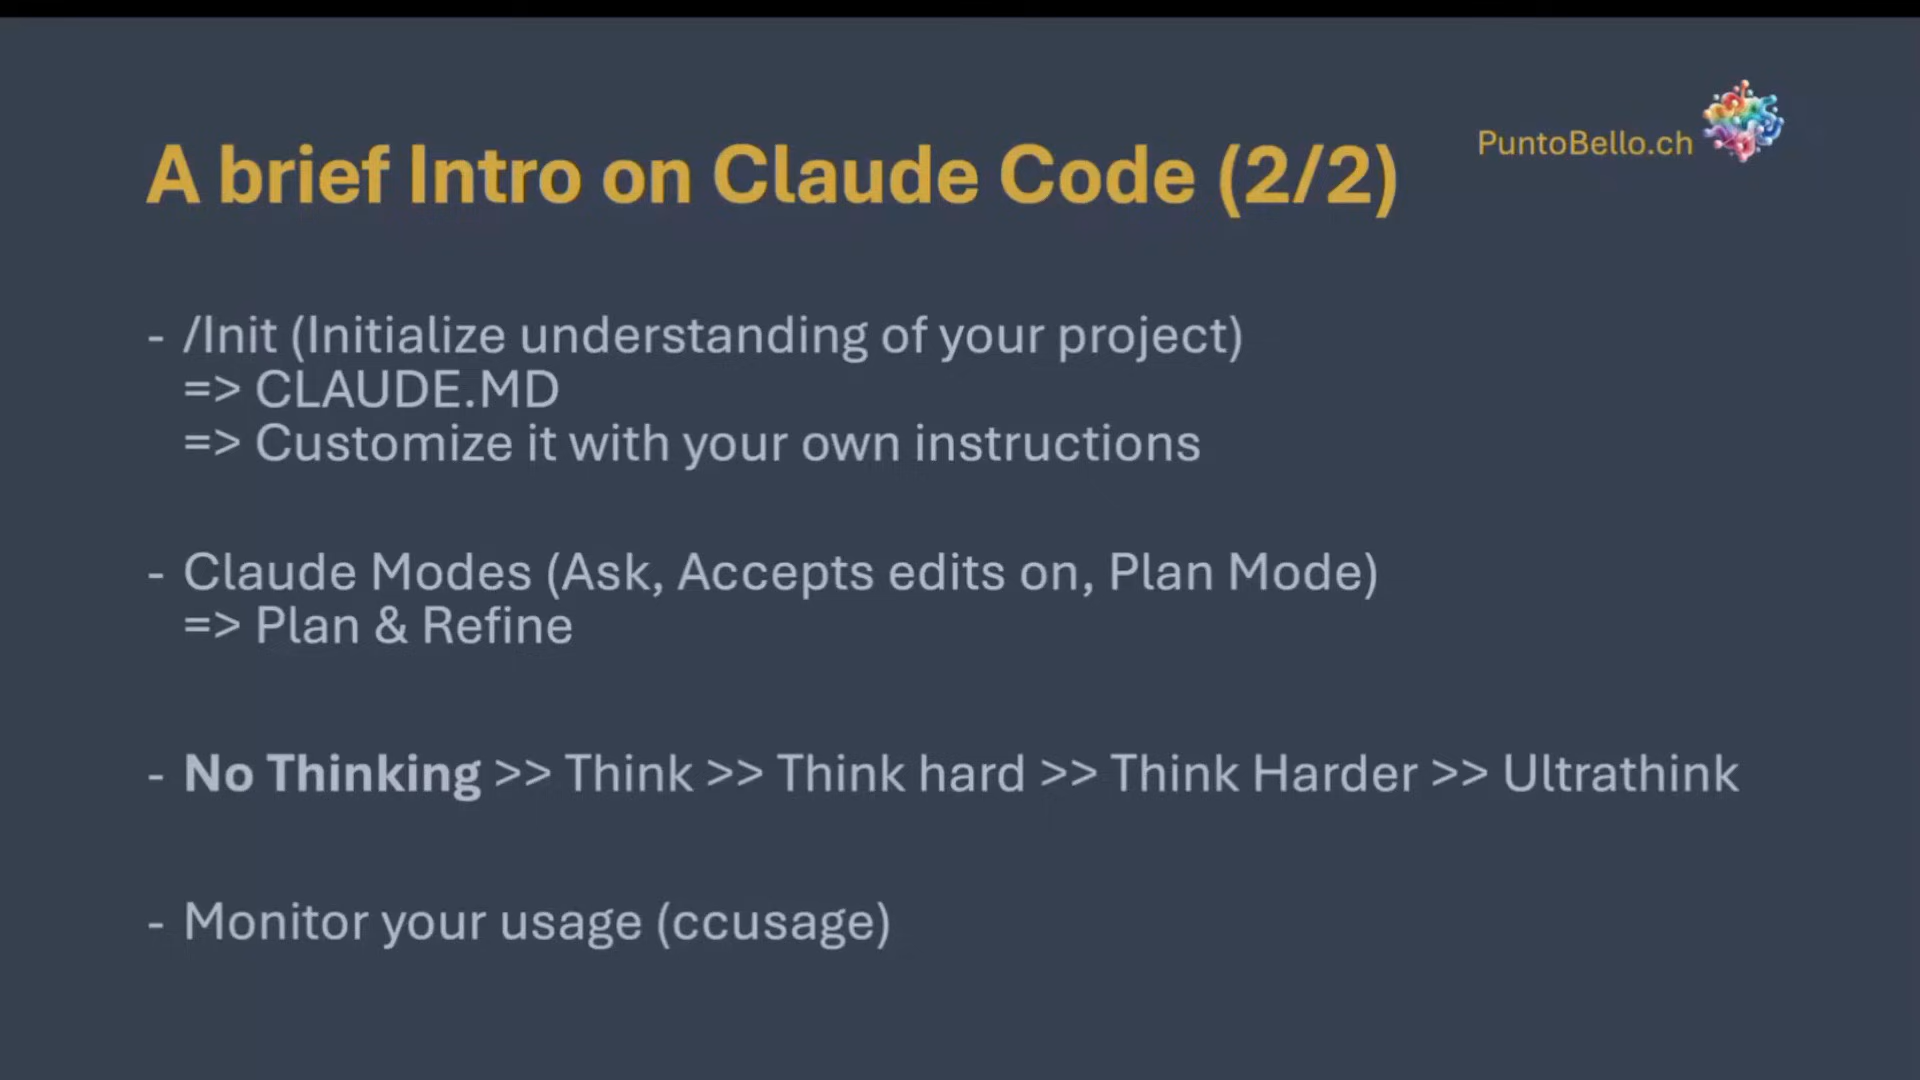 A brief Intro on Claude Code (2/2)
PuntoBello.ch
- /Init (Initialize understanding of your project)
=> CLAUDE.MD
=> Customize it with your own instructions
- Claude Modes (Ask, Accepts edits on, Plan Mode)
=> Plan & Refine
- No Thinking >> Think >> Think hard >> Think Harder >> Ultrathink
- Monitor your usage (ccusage)